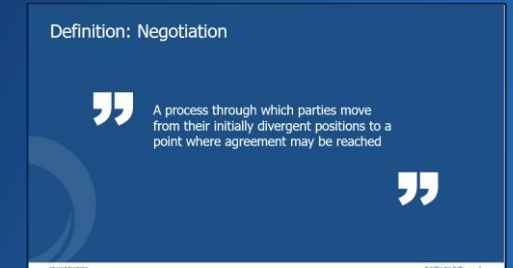 Definition: Negotiation
”
A process through which parties move
from their initially divergent positions to a
point where agreement may be reached
”